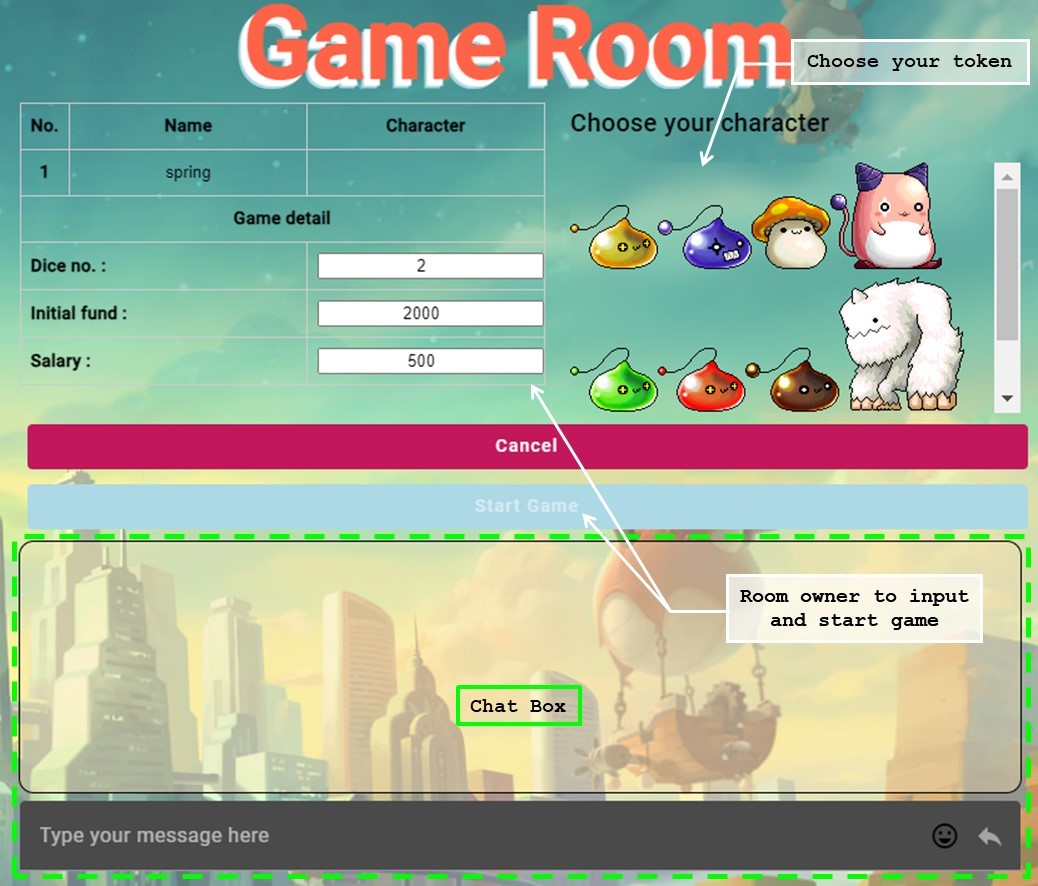 Game Room
Choose your token
No. Name Character
1 spring
Game detail
Dice no. : 2
Initial fund : 2000
Salary : 500
Choose your character
Cancel
Start Game
Room owner to input
and start game
Chat Box
Type your message here